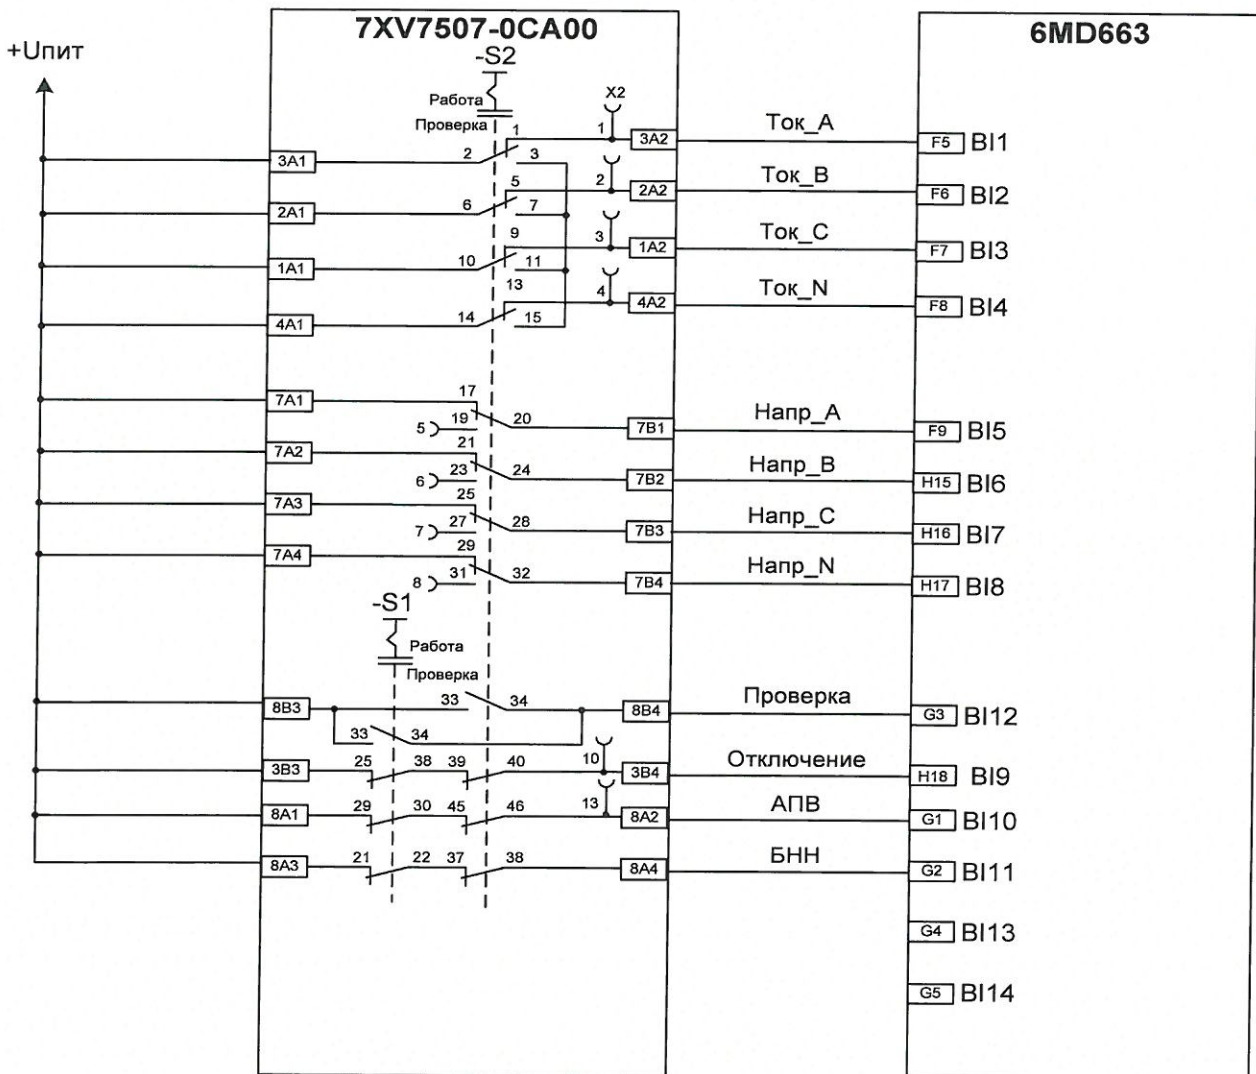 7XV7507-0CA00
6MD663
+Uпит
-S2
Работа
Проверка
X2
1
1
3A2
Ток_A
F5
BI1
3A1
2
3
5
2
2A2
Ток_B
F6
BI2
2A1
6
7
9
3
1A2
Ток_C
F7
BI3
1A1
10
11
13
4
4A2
Ток_N
F8
BI4
4A1
14
15
7A1
17
5
19
20
7B1
Напр_A
F9
BI5
7A2
21
6
23
24
7B2
Напр_B
H15
BI6
7A3
25
7
27
28
7B3
Напр_C
H16
BI7
7A4
29
8
31
32
7B4
Напр_N
H17
BI8
-S1
Работа
Проверка
8B3
33
34
8B4
Проверка
G3
BI12
33
34
3B3
25
38
39
40
10
3B4
Отключение
H18
BI9
8A1
29
30
45
46
13
8A2
АПВ
G1
BI10
8A3
21
22
37
38
8A4
БНН
G2
BI11
G4
BI13
G5
BI14